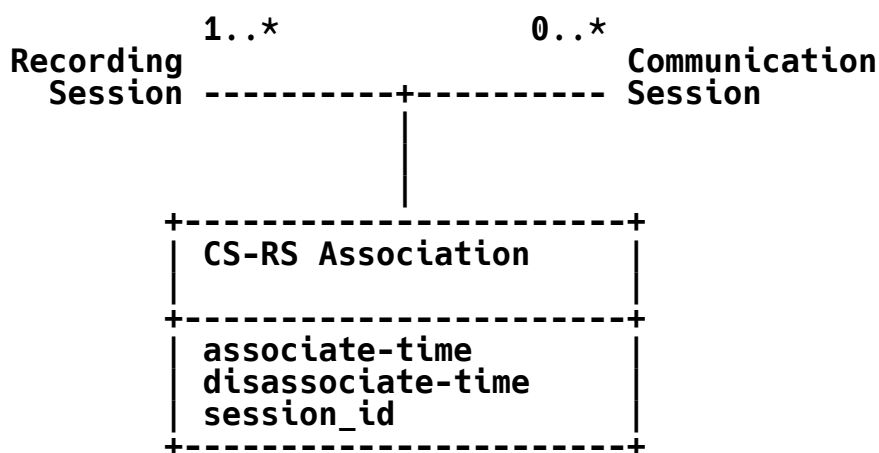 1..* 0..*
Recording Communication
Session ----------+---------- Session
|
|
|
+---------------------+
| CS-RS Association |
| |
+---------------------+
| associate-time |
| disassociate-time |
| session_id |
+---------------------+